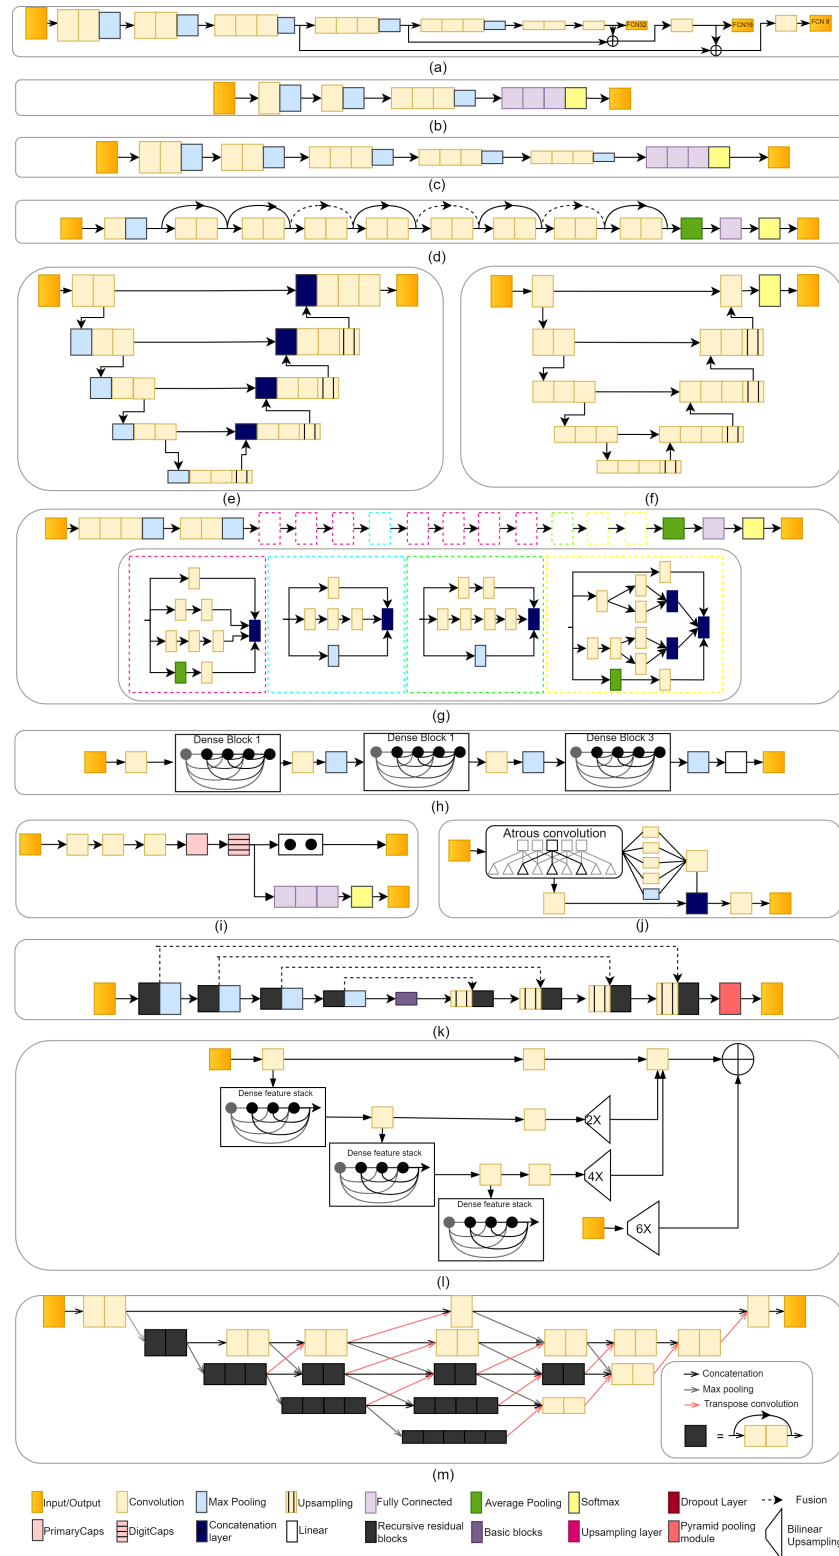 FCN32
FCN16
FCN 8
(a)
(b)
(c)
(d)
(e)
(f)
(g)
Dense Block 1
Dense Block 1
Dense Block 3
(h)
(i)
Atrous convolution
(j)
(k)
Dense feature stack
2X
Dense feature stack
4X
Dense feature stack
6X
(l)
Concatenation
Max pooling
Transpose convolution
=
(m)
Input/Output
Convolution
Max Pooling
Upsampling
Fully Connected
Average Pooling
Softmax
Dropout Layer
Fusion
PrimaryCaps
DigitCaps
Concatenation
layer
Linear
Recursive residual
blocks
Basic blocks
Upsampling layer
Pyramid pooling
module
Bilinear
Upsampling